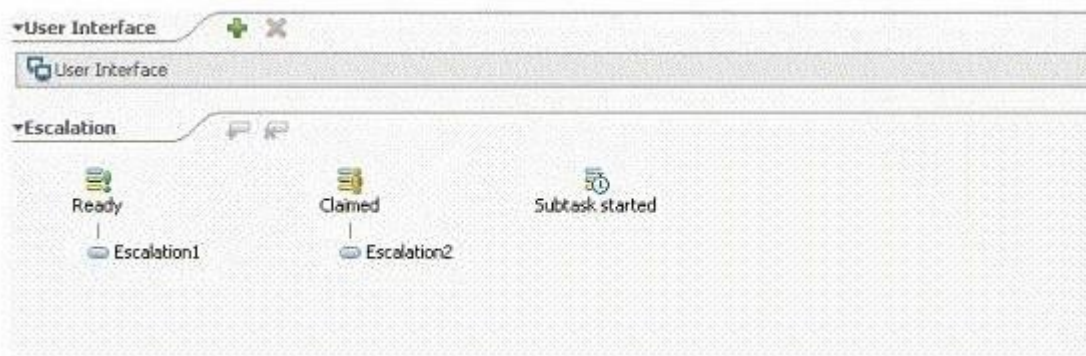 User Interface
User Interface
Escalation
Ready Claimed Subtask started
Escalation1 Escalation2